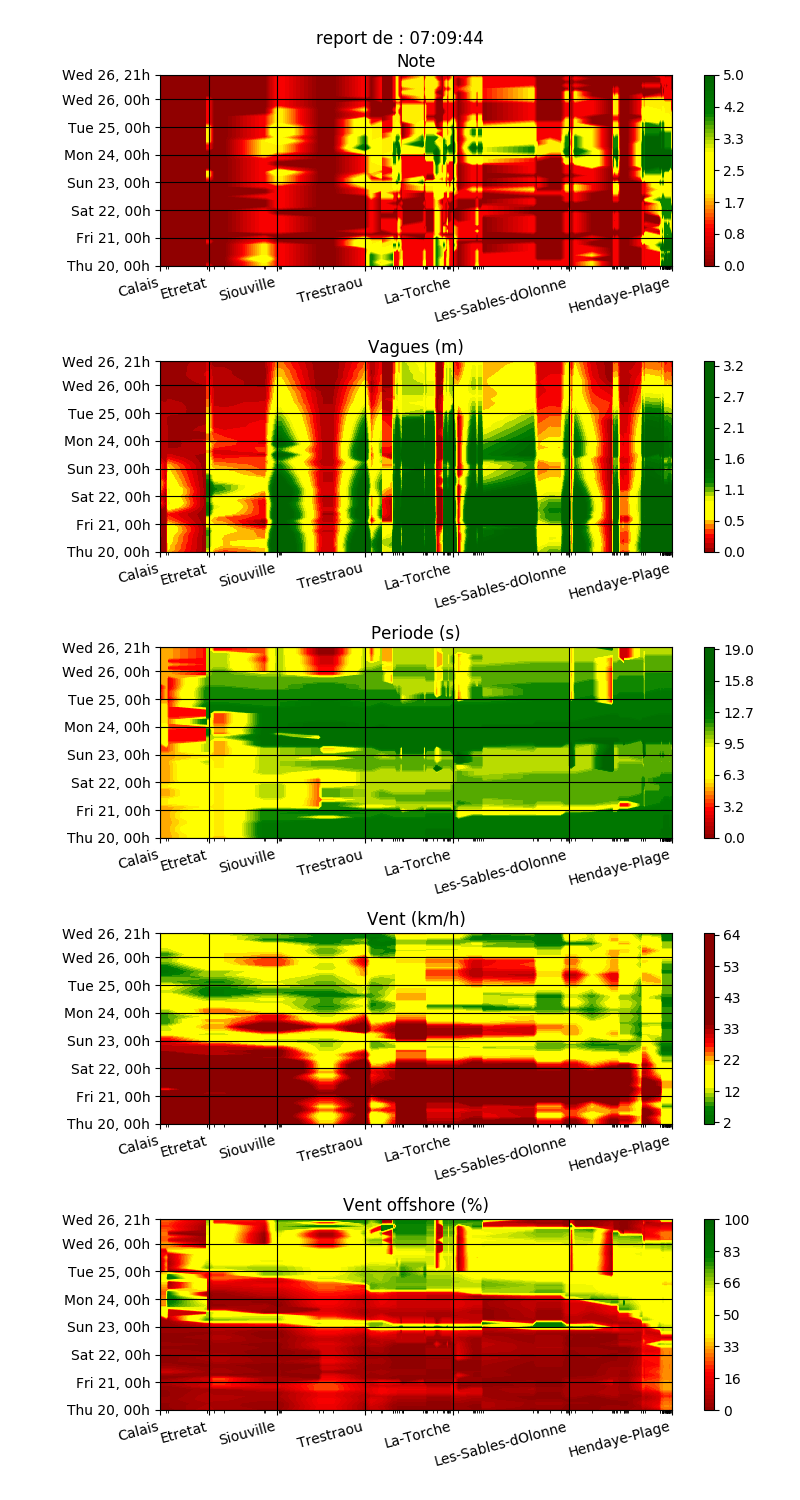 report de : 07:09:44
Note
Wed 26, 21h
Wed 26, 00h
Tue 25, 00h
Mon 24, 00h
Sun 23, 00h
Sat 22, 00h
Fri 21, 00h
Thu 20, 00h
Calais Etretat Siouville Trestraou La-Torche Les-Sables-dOlonne Hendaye-Plage
5.0
4.2
3.3
2.5
1.7
0.8
0.0
Vagues (m)
Wed 26, 21h
Wed 26, 00h
Tue 25, 00h
Mon 24, 00h
Sun 23, 00h
Sat 22, 00h
Fri 21, 00h
Thu 20, 00h
Calais Etretat Siouville Trestraou La-Torche Les-Sables-dOlonne Hendaye-Plage
3.2
2.7
2.1
1.6
1.1
0.5
0.0
Periode (s)
Wed 26, 21h
Wed 26, 00h
Tue 25, 00h
Mon 24, 00h
Sun 23, 00h
Sat 22, 00h
Fri 21, 00h
Thu 20, 00h
Calais Etretat Siouville Trestraou La-Torche Les-Sables-dOlonne Hendaye-Plage
19.0
15.8
12.7
9.5
6.3
3.2
0.0
Vent (km/h)
Wed 26, 21h
Wed 26, 00h
Tue 25, 00h
Mon 24, 00h
Sun 23, 00h
Sat 22, 00h
Fri 21, 00h
Thu 20, 00h
Calais Etretat Siouville Trestraou La-Torche Les-Sables-dOlonne Hendaye-Plage
64
53
43
33
22
12
2
Vent offshore (%)
Wed 26, 21h
Wed 26, 00h
Tue 25, 00h
Mon 24, 00h
Sun 23, 00h
Sat 22, 00h
Fri 21, 00h
Thu 20, 00h
Calais Etretat Siouville Trestraou La-Torche Les-Sables-dOlonne Hendaye-Plage
100
83
66
50
33
16
0